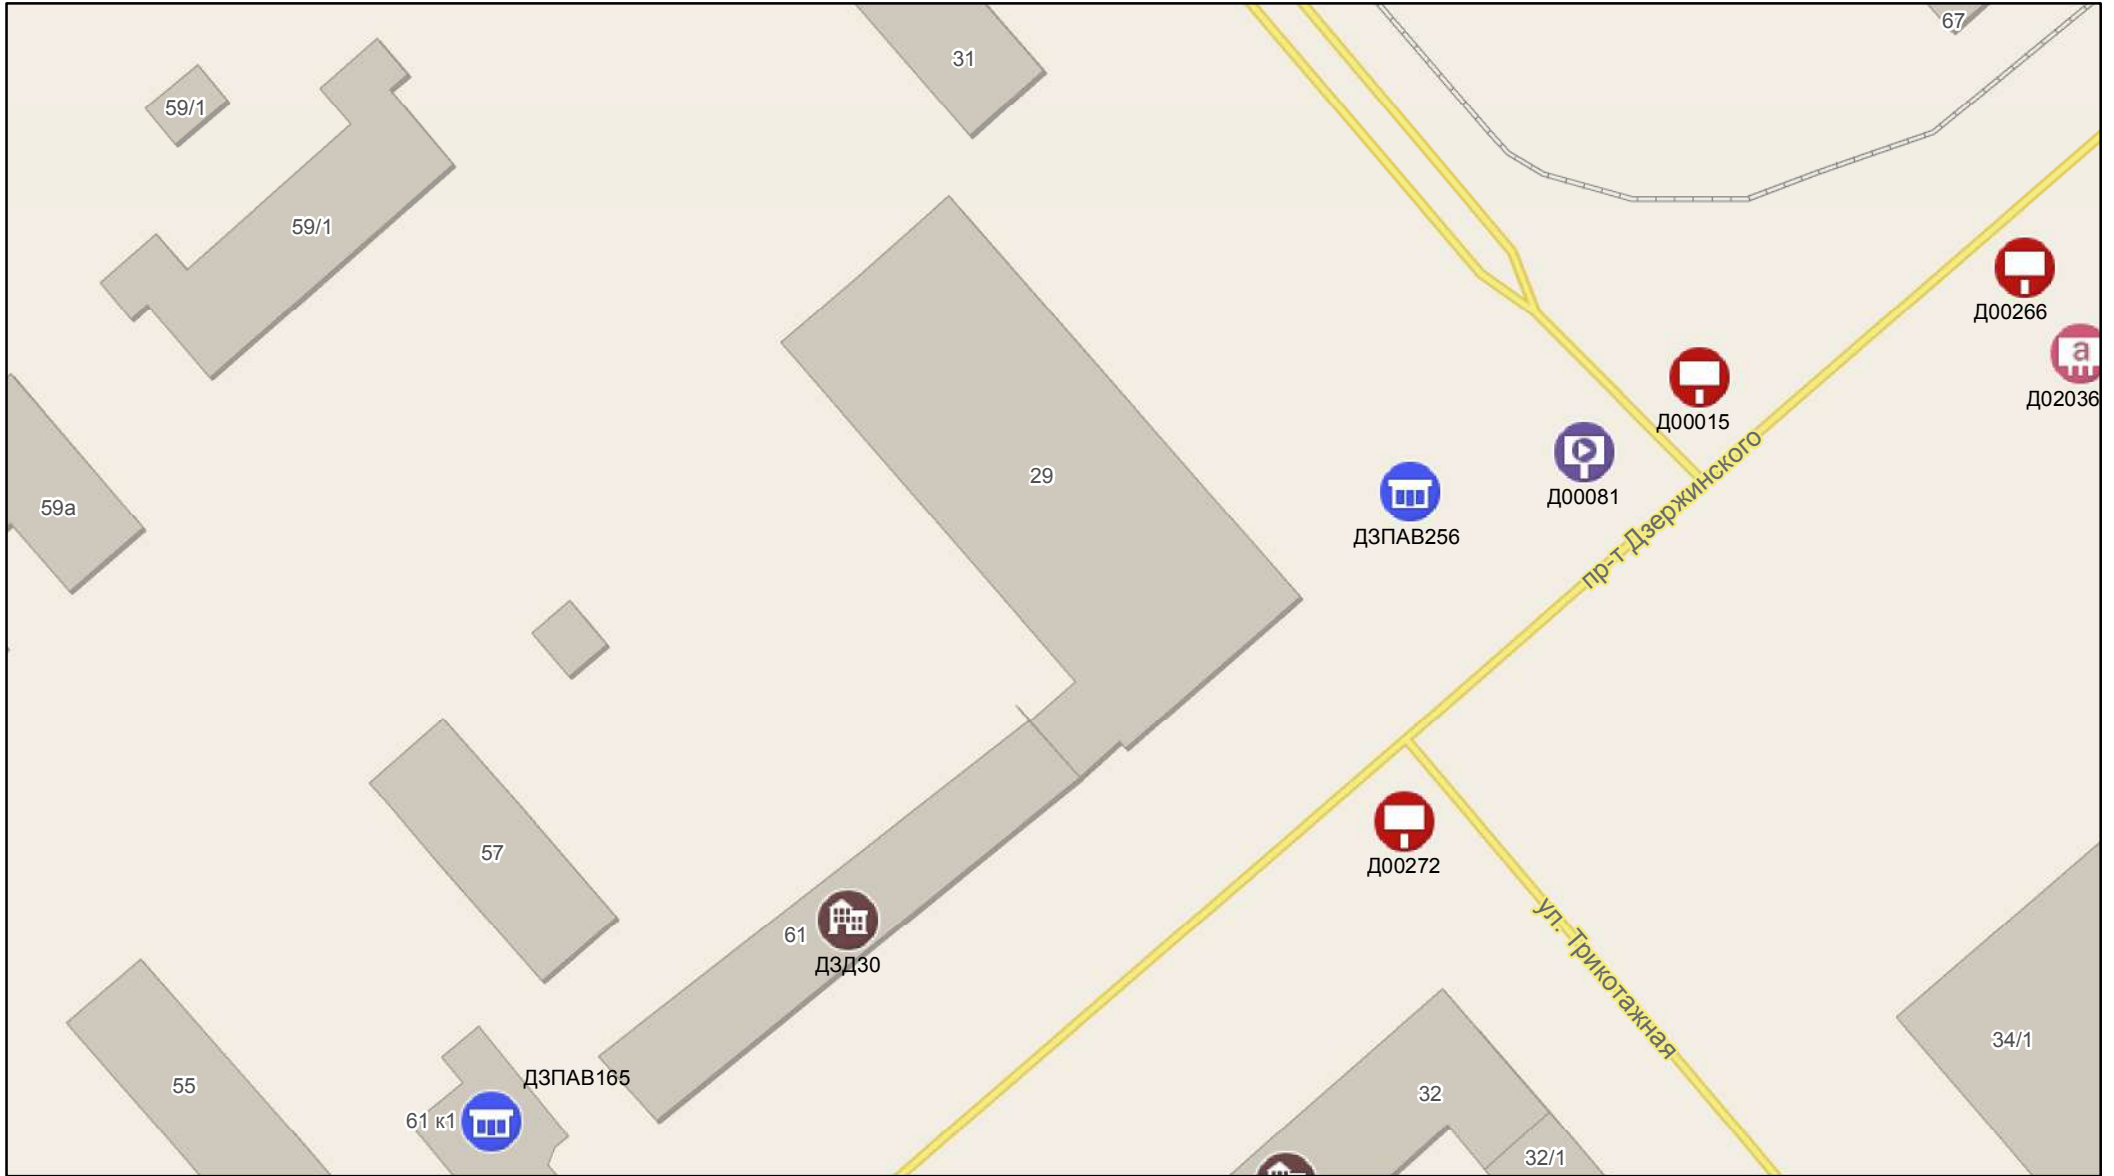 67
31
59/1
59/1
Д00266
a
Д02036
Д00015
29
пр-т Дзержинского
Д00081
59а
ДЗПАВ256
57
Д00272
61
ДЗД30
ул. Трикотажная
34/1
ДЗПАВ165
55
61 к1
32
32/1